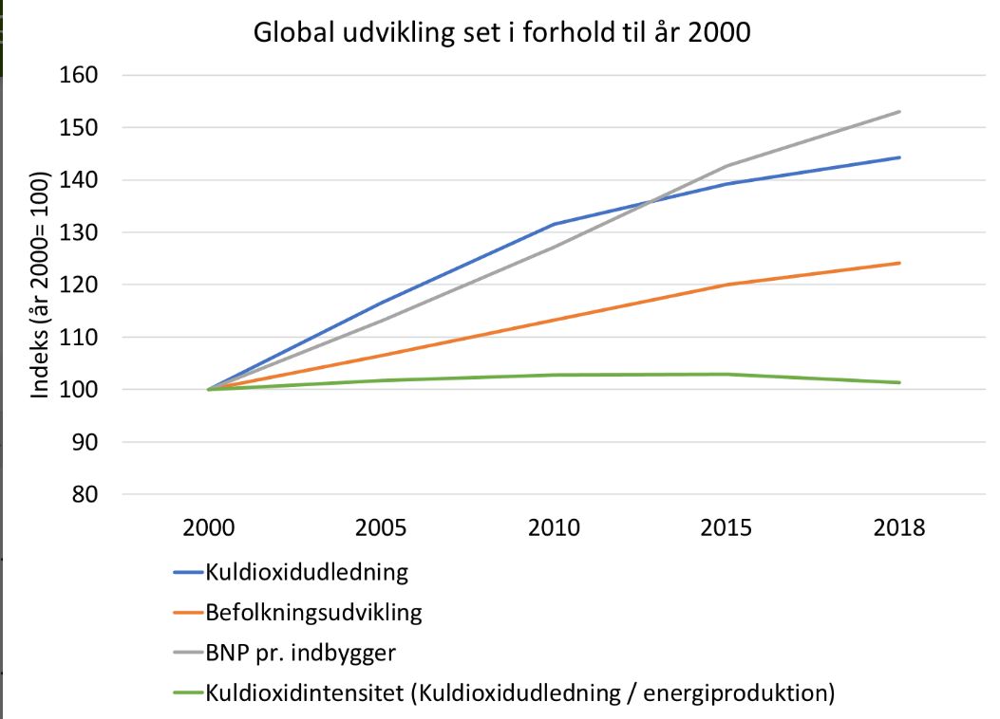 Global udvikling set i forhold til år 2000
Indeks (år 2000= 100)
160
150
140
130
120
110
100
90
80
2000 2005 2010 2015 2018
Kuldioxidudledning
Befolkningsudvikling
BNP pr. indbygger
Kuldioxidintensitet (Kuldioxidudledning / energiproduktion)